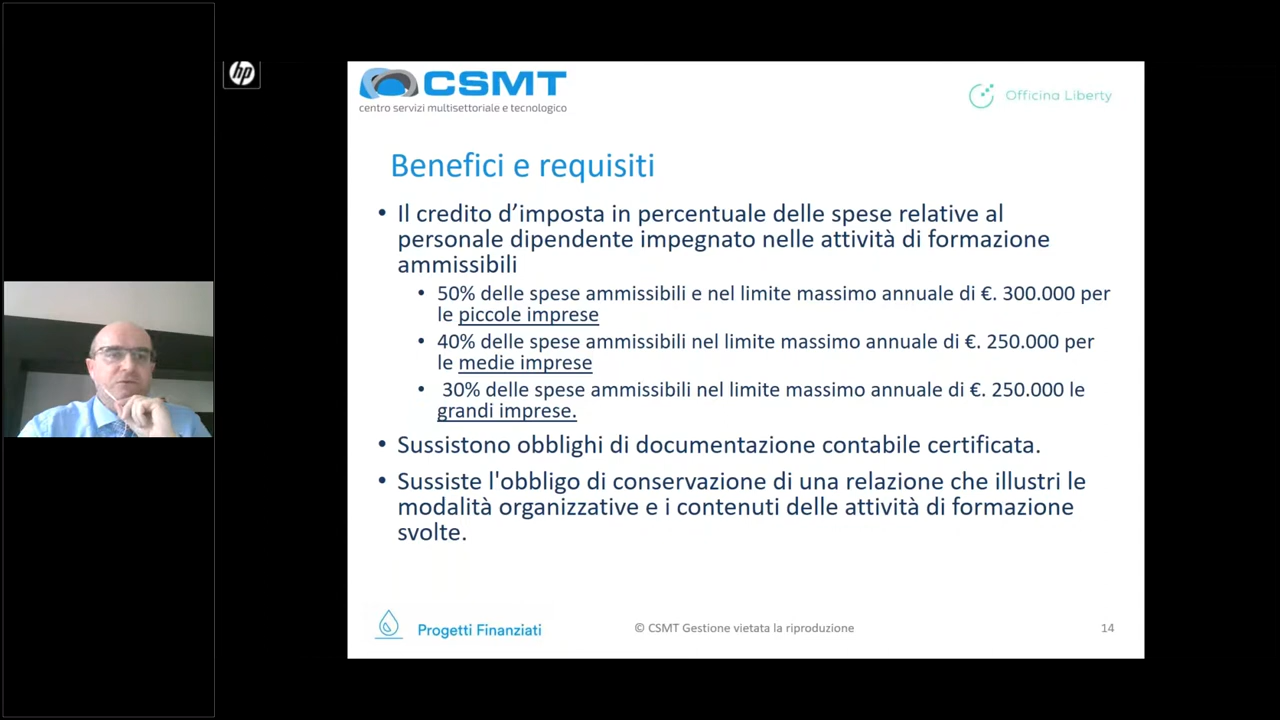 hp
CSMT
centro servizi multisettoriale e tecnologico
Officina Liberty
Benefici e requisiti
• Il credito d’imposta in percentuale delle spese relative al
personale dipendente impegnato nelle attività di formazione
ammissibili
• 50% delle spese ammissibili e nel limite massimo annuale di €. 300.000 per
le piccole imprese
• 40% delle spese ammissibili nel limite massimo annuale di €. 250.000 per
le medie imprese
• 30% delle spese ammissibili nel limite massimo annuale di €. 250.000 le
grandi imprese.
• Sussistono obblighi di documentazione contabile certificata.
• Sussiste l'obbligo di conservazione di una relazione che illustri le
modalità organizzative e i contenuti delle attività di formazione
svolte.
Progetti Finanziati
© CSMT Gestione vietata la riproduzione
14